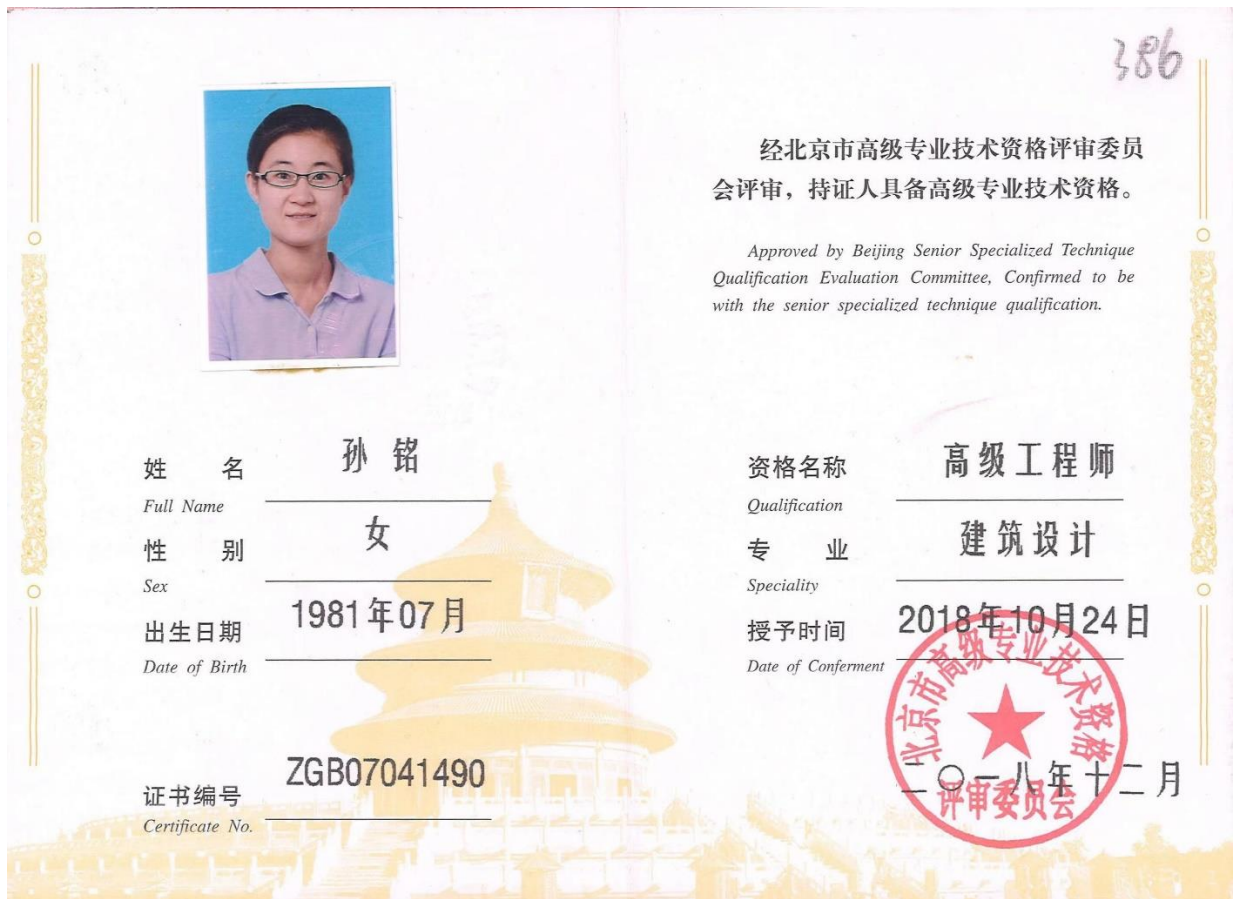 386
经北京市高级专业技术资格评审委员
会评审，持证人具备高级专业技术资格。
Approved by Beijing Senior Specialized Technique
Qualification Evaluation Committee, Confirmed to be
with the senior specialized technique qualification.
姓 名 孙 铭
Full Name
性 别 女
Sex
出生日期 1981年07月
Date of Birth
证书编号 ZGB07041490
Certificate No.
资格名称 高级工程师
Qualification
专 业 建筑设计
Speciality
授予时间 2018年10月24日
Date of Conferment
北京市高级专业技术资格
评审委员会
二〇一八年十二月